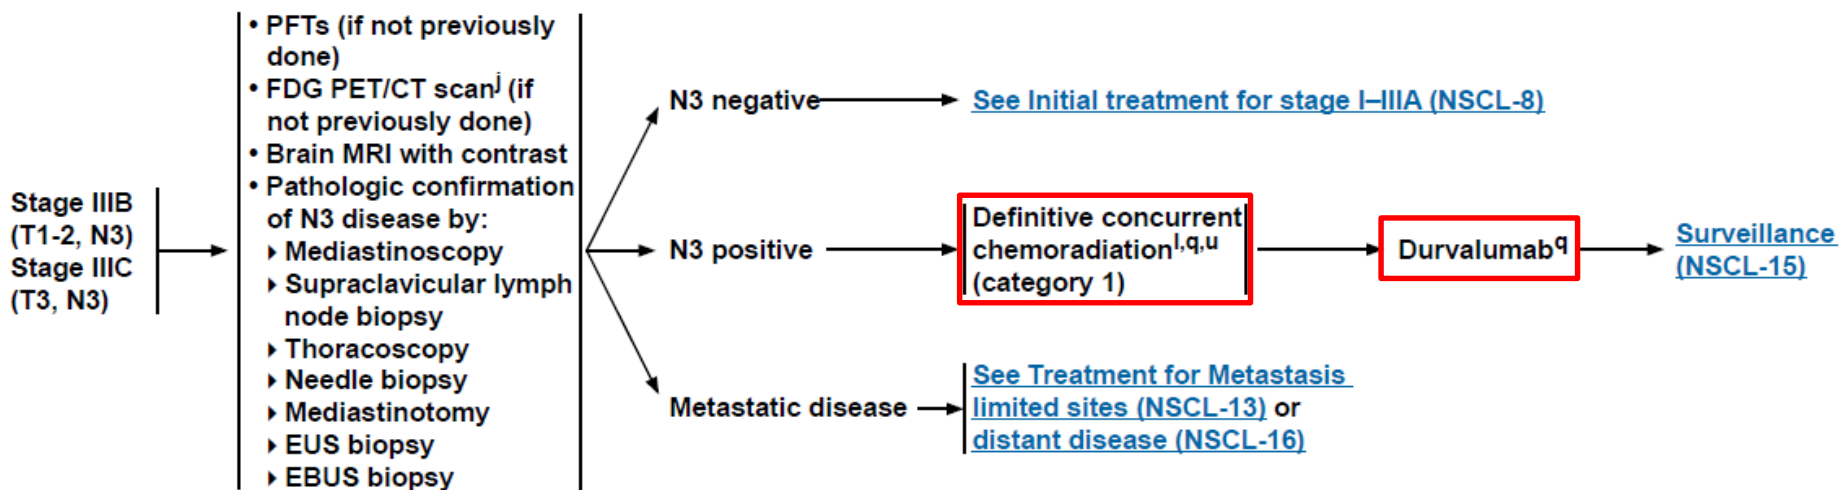 Stage IIIB
(T1-2, N3)
Stage IIIC
(T3, N3)
• PFTs (if not previously
done)
• FDG PET/CT scanʲ (if
not previously done)
• Brain MRI with contrast
• Pathologic confirmation
of N3 disease by:
▸ Mediastinoscopy
▸ Supraclavicular lymph
node biopsy
▸ Thoracoscopy
▸ Needle biopsy
▸ Mediastinotomy
▸ EUS biopsy
▸ EBUS biopsy
N3 negative
See Initial treatment for stage I–IIIA (NSCL-8)
N3 positive
Definitive concurrent
chemoradiationˡ,q,ᵘ
(category 1)
Durvalumabq
Surveillance
(NSCL-15)
Metastatic disease
See Treatment for Metastasis
limited sites (NSCL-13) or
distant disease (NSCL-16)